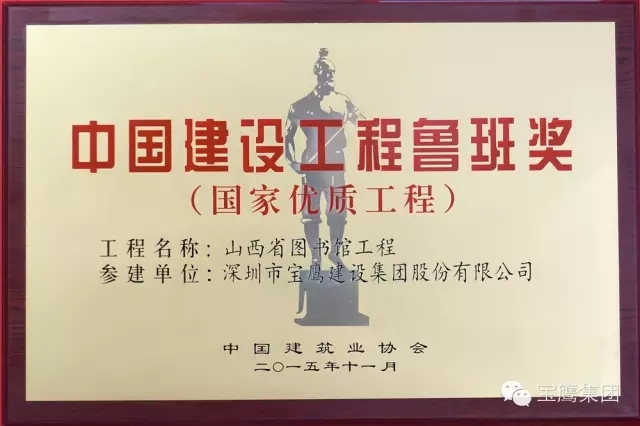 中国建设工程鲁班奖
（国家优质工程）
工程名称：山西省图书馆工程
参建单位：深圳市宝鹰建设集团股份有限公司
中国建筑业协会
二〇一五年十一月
宝鹰集团